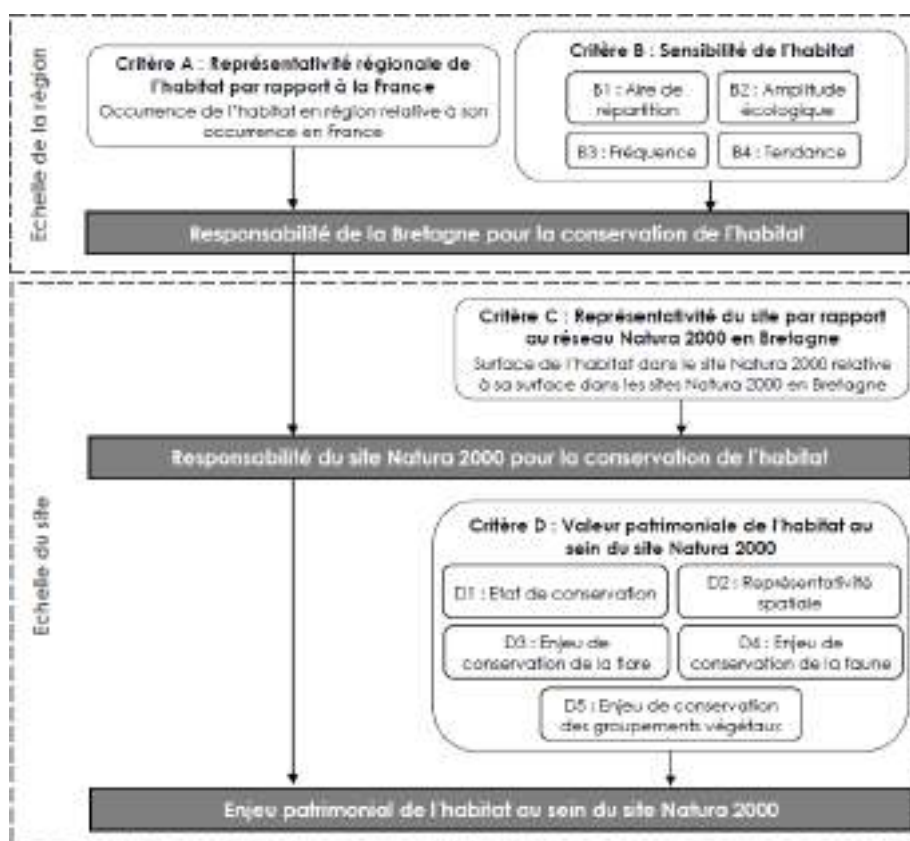 Echelle de la région
Critère A : Représentativité régionale de
l'habitat par rapport à la France
Occurrence de l'habitat en région relative à son
occurrence en France
Critère B : Sensibilité de l'habitat
B1 : Aire de
répartition
B2 : Amplitude
écologique
B3 : Fréquence
B4 : Tendance
Responsabilité de la Bretagne pour la conservation de l'habitat
Echelle du site
Critère C : Représentativité du site par rapport
au réseau Natura 2000 en Bretagne
Surface de l'habitat dans le site Natura 2000 relative
à sa surface dans les sites Natura 2000 en Bretagne
Responsabilité du site Natura 2000 pour la conservation de l'habitat
Critère D : Valeur patrimoniale de l'habitat au
sein du site Natura 2000
D1 : Etat de conservation
D2 : Représentativité
spatiale
D3 : Enjeu de
conservation de la flore
D4 : Enjeu de
conservation de la faune
D5 : Enjeu de conservation
des groupements végétaux
Enjeu patrimonial de l'habitat au sein du site Natura 2000